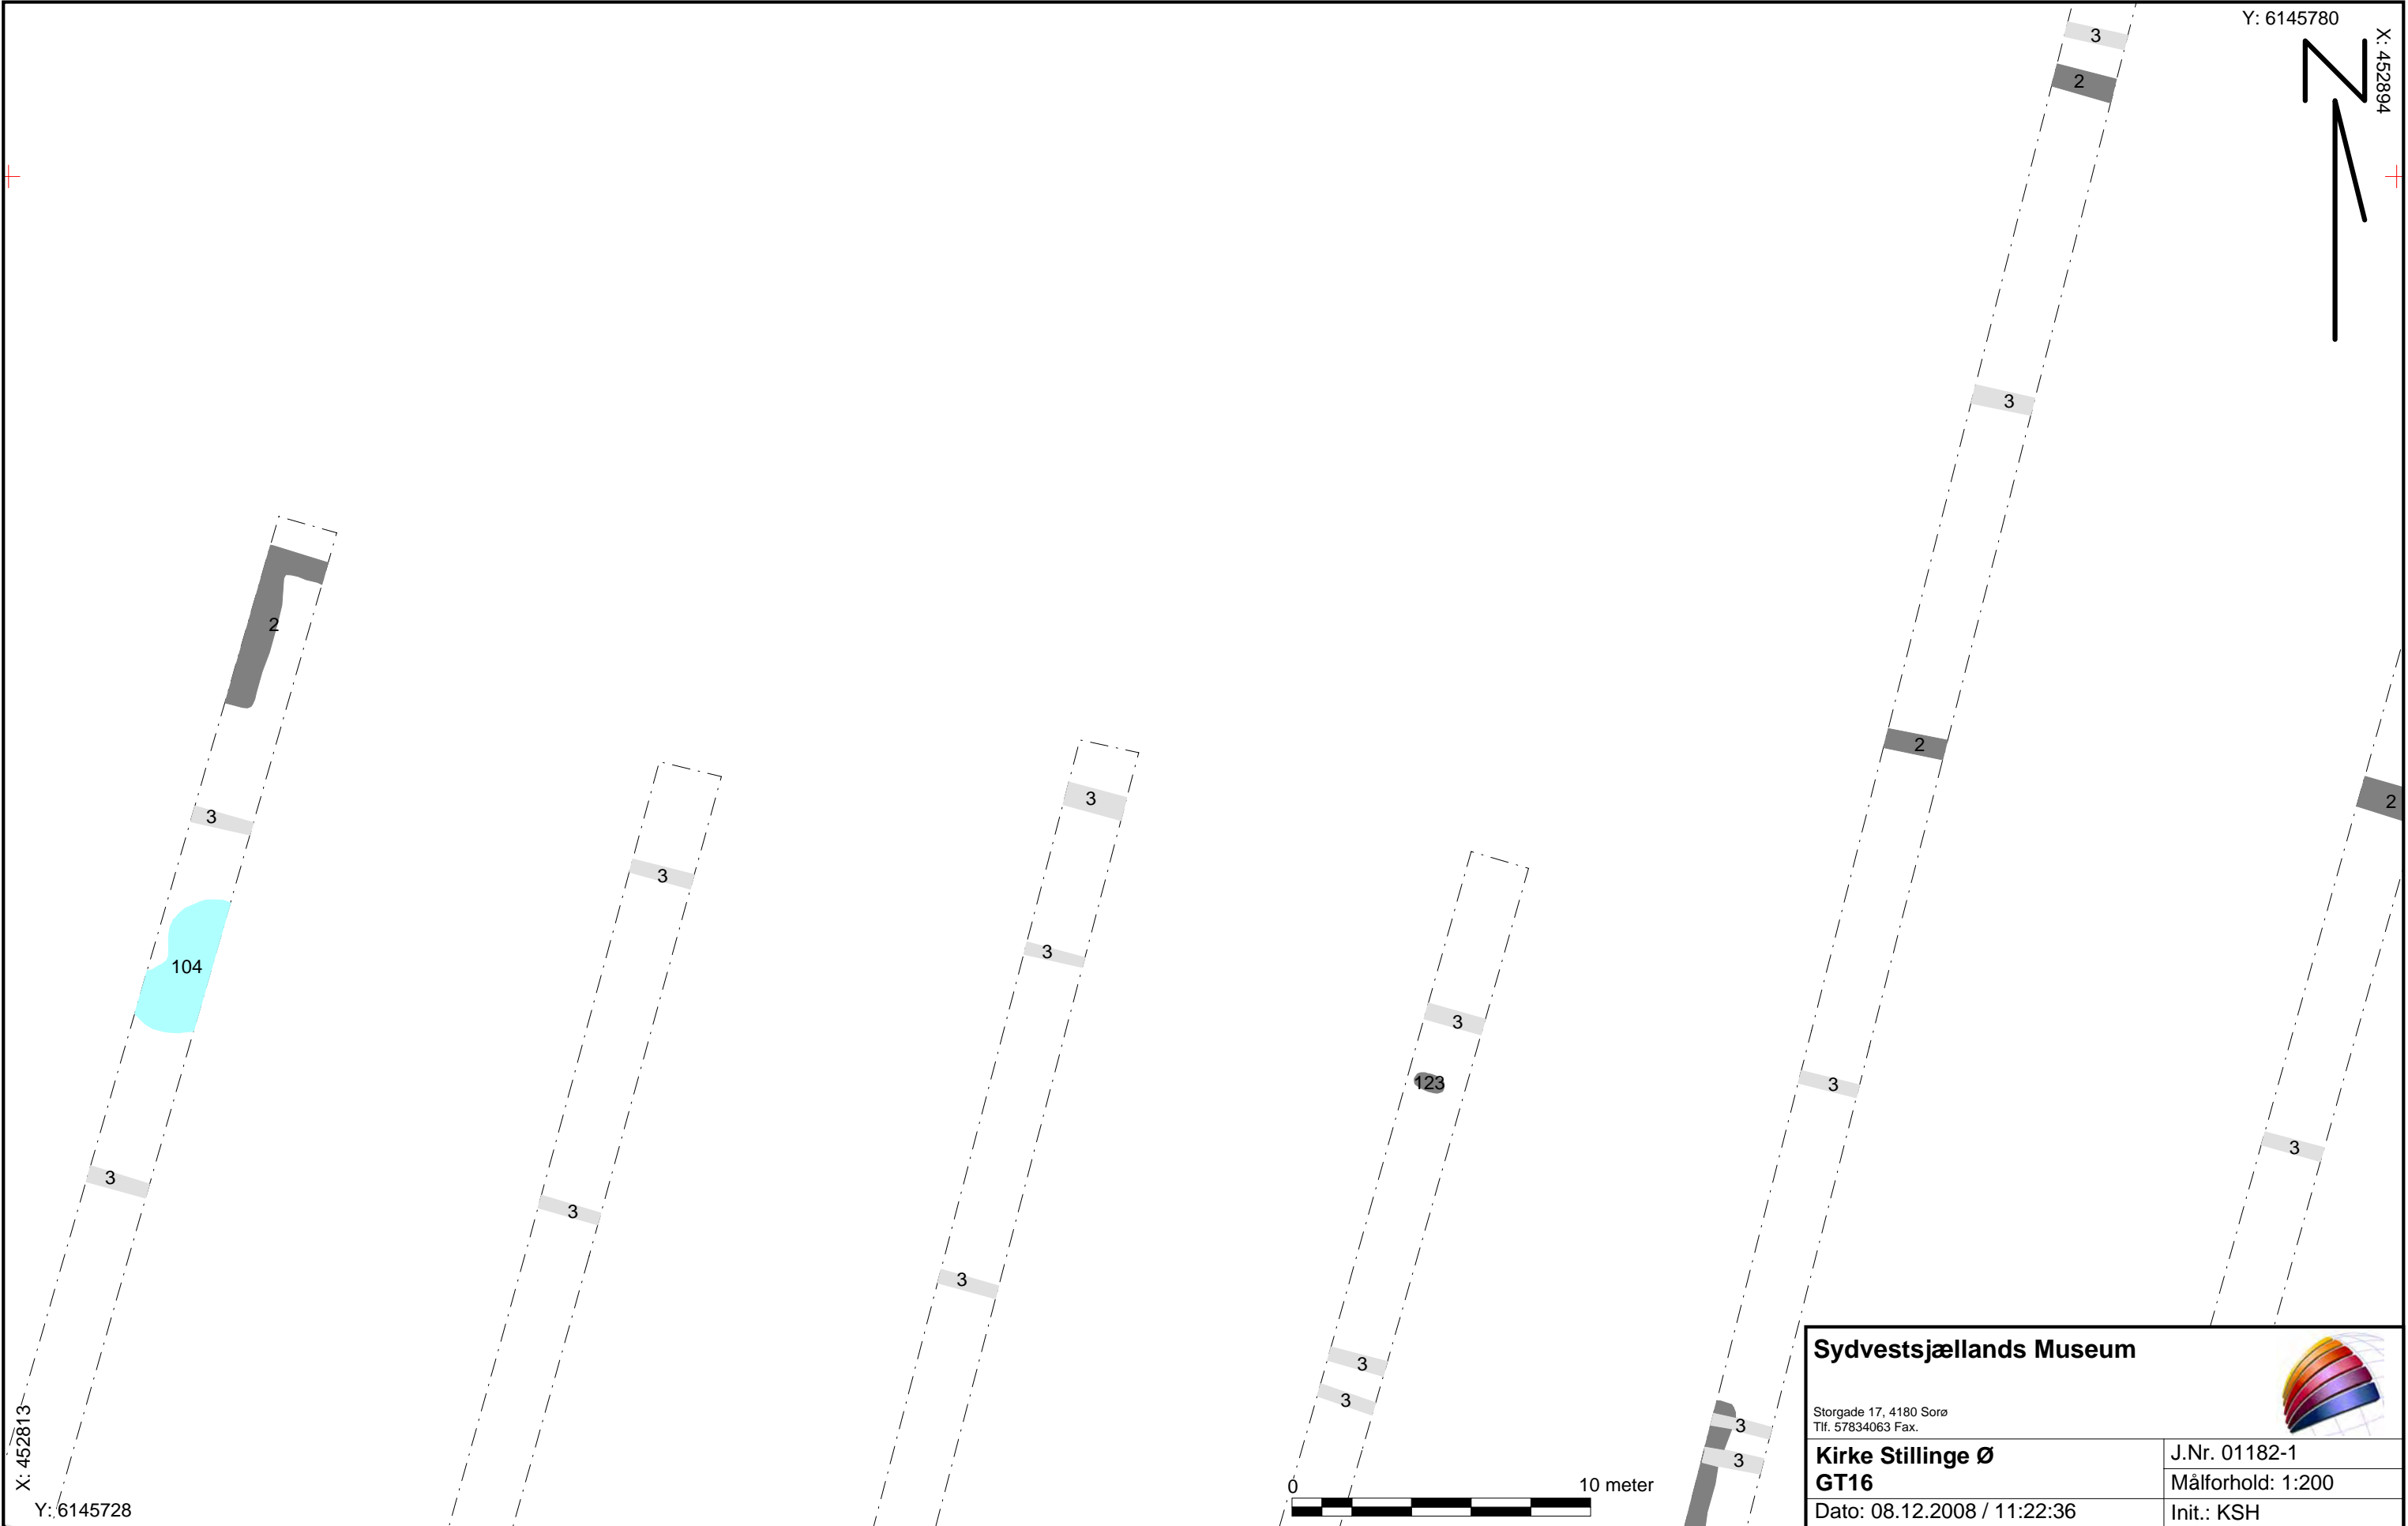 Y: 6145780
X: 452894
3
2
3
2
3
2
3
3
3
3
104
3
3
123
3
3
3
3
3
3
3
3
3
X: 452813
Y: 6145728
0 10 meter
Sydvestsjællands Museum
Storgade 17, 4180 Sorø
Tlf. 57834063 Fax.
Kirke Stillinge Ø
GT16
J.Nr. 01182-1
Målforhold: 1:200
Dato: 08.12.2008 / 11:22:36
Init.: KSH
2
2